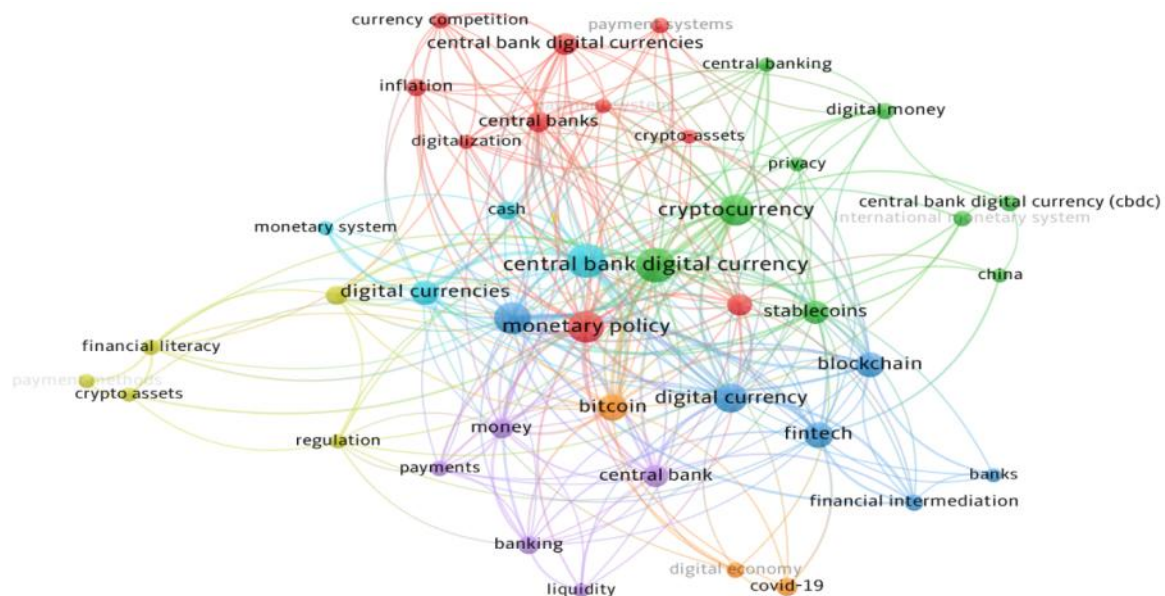 currency competition
payment systems
central bank digital currencies
central banking
inflation
digital money
central banks
digitalization
crypto-assets
privacy
cash
cryptocurrency
central bank digital currency (cbdc)
international monetary system
monetary system
central bank digital currency
china
digital currencies
stablecoins
monetary policy
financial literacy
blockchain
payment methods
crypto assets
digital currency
bitcoin
money
fintech
regulation
payments
central bank
banks
financial intermediation
banking
digital economy
covid-19
liquidity